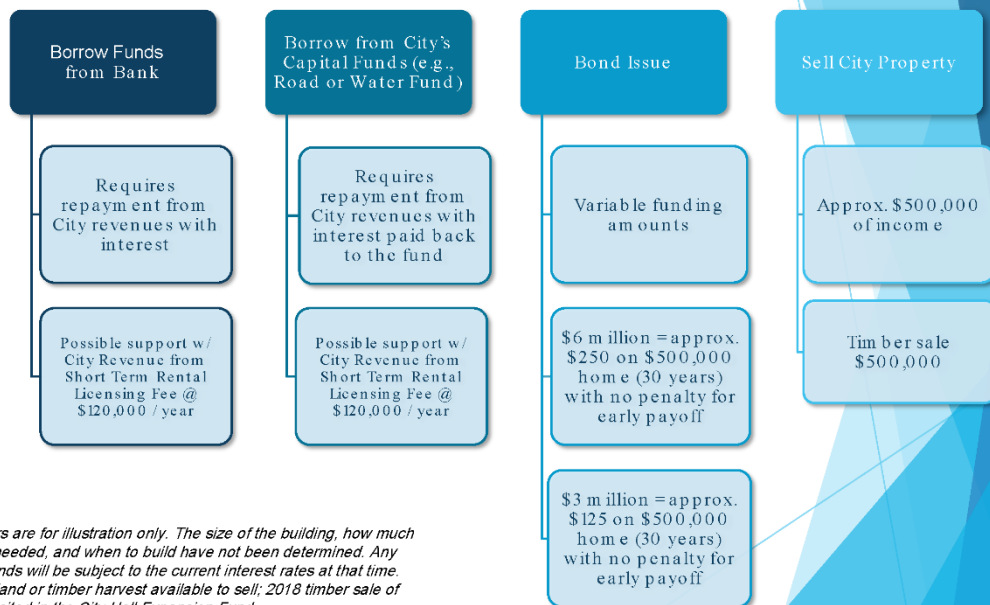 Borrow Funds
from Bank
Requires
repayment from
City revenues with
interest
Possible support w/
City Revenue from
Short Term Rental
Licensing Fee @
$120,000 / year
Borrow from City's
Capital Funds (e.g.,
Road or Water Fund)
Requires
repayment from
City revenues with
interest paid back
to the fund
Possible support w/
City Revenue from
Short Term Rental
Licensing Fee @
$120,000 / year
Bond Issue
Variable funding
amounts
$6 million = approx.
$250 on $500,000
home (30 years)
with no penalty for
early payoff
$3 million = approx.
$125 on $500,000
home (30 years)
with no penalty for
early payoff
Sell City Property
Approx. $500,000
of income
Timber sale
$500,000
rs are for illustration only. The size of the building, how much
needed, and when to build have not been determined. Any
nds will be subject to the current interest rates at that time.
land or timber harvest available to sell; 2018 timber sale of
City Hall Expansion Fund